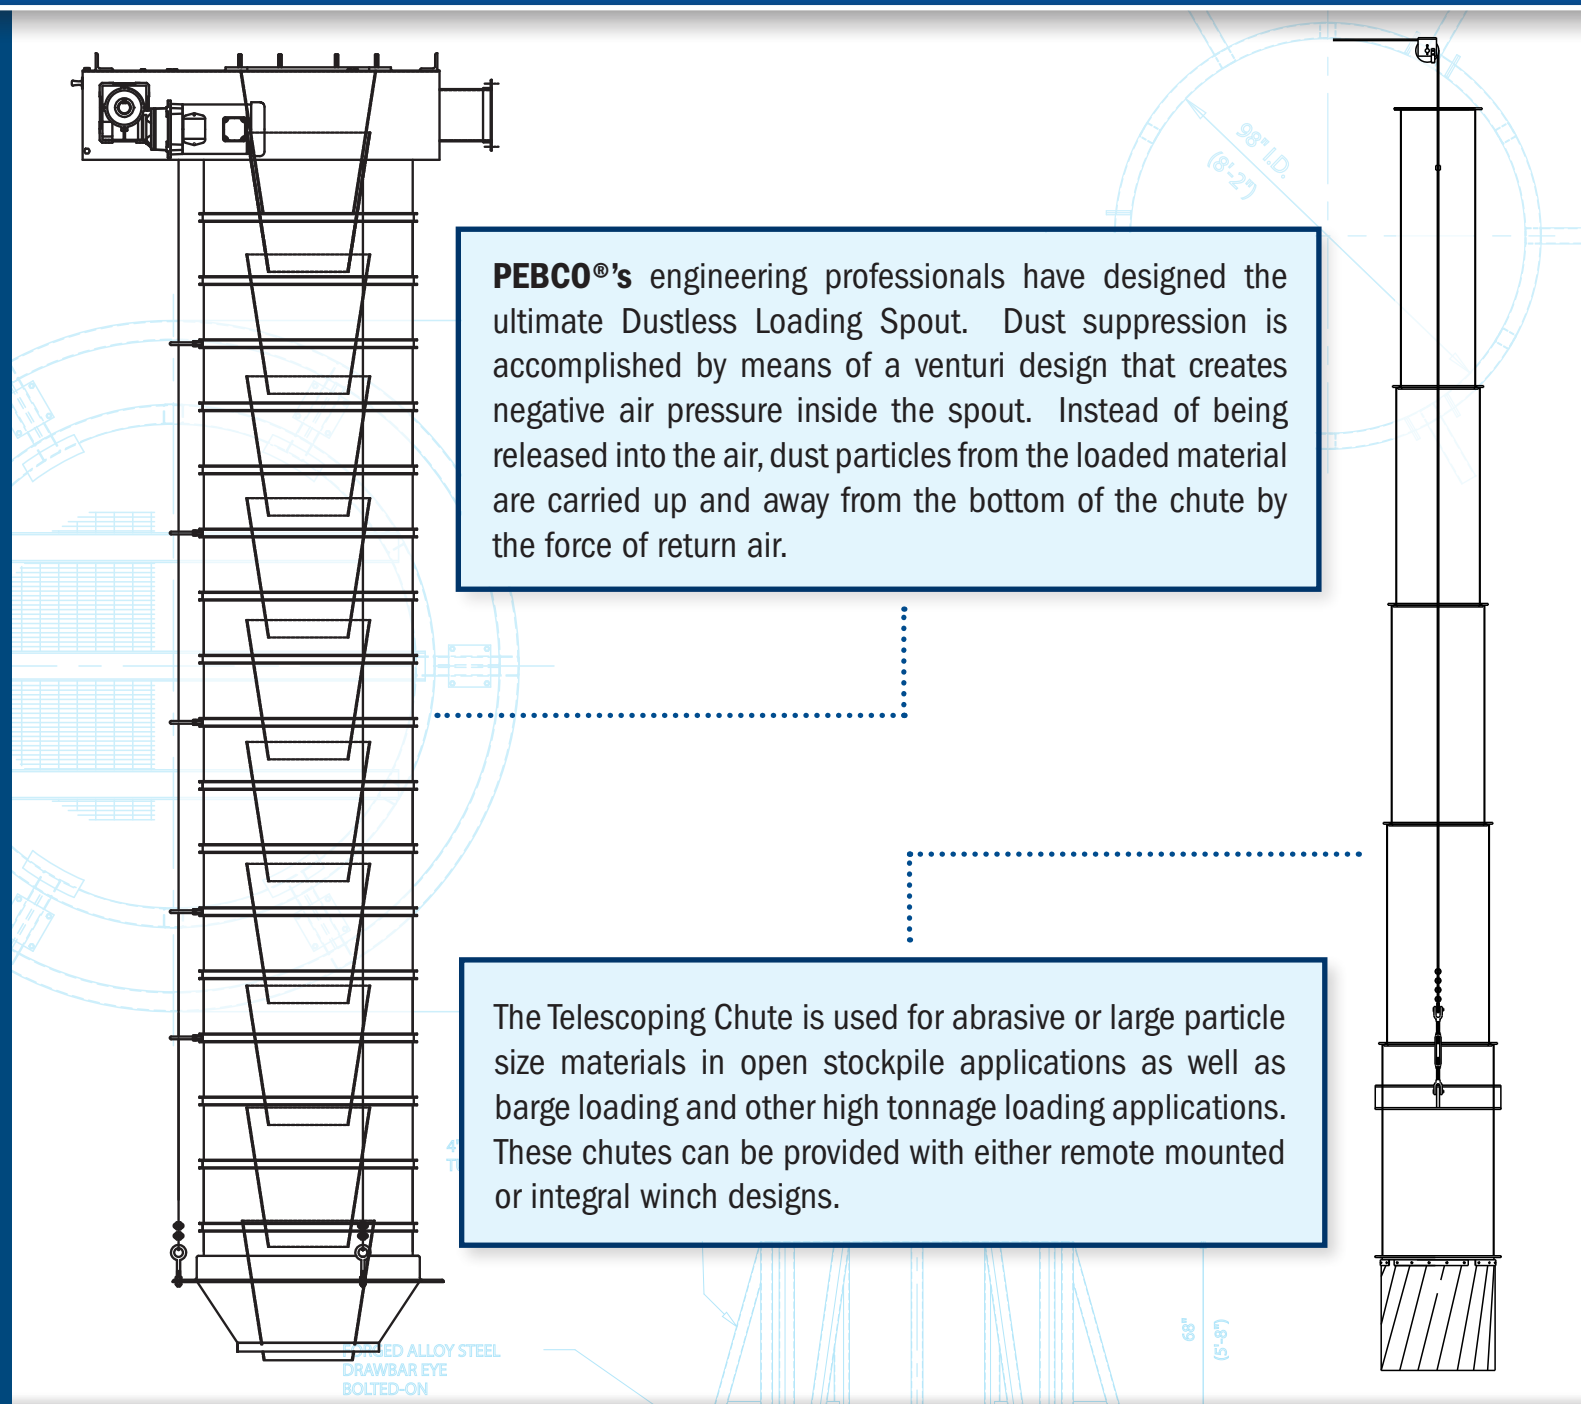 98" I.D.
(8'-2")
PEBCO®'s engineering professionals have designed the
ultimate Dustless Loading Spout. Dust suppression is
accomplished by means of a venturi design that creates
negative air pressure inside the spout. Instead of being
released into the air, dust particles from the loaded material
are carried up and away from the bottom of the chute by
the force of return air.
The Telescoping Chute is used for abrasive or large particle
size materials in open stockpile applications as well as
barge loading and other high tonnage loading applications.
These chutes can be provided with either remote mounted
or integral winch designs.
68"
(5'-8")
FORGED ALLOY STEEL
DRAWBAR EYE
BOLTED-ON